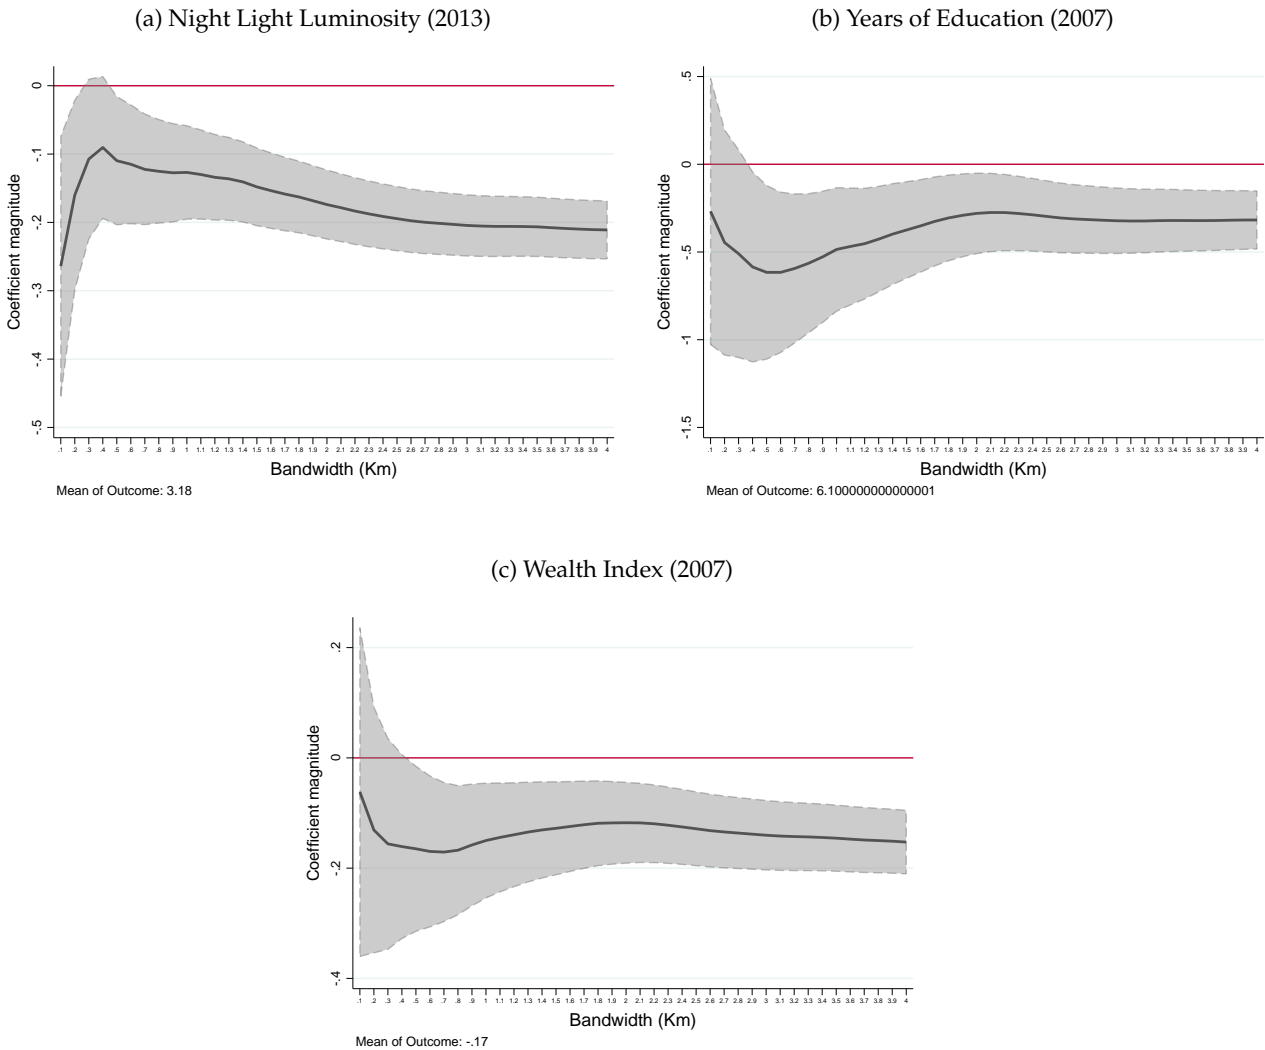 (a) Night Light Luminosity (2013)
0
-.1
-.2
-.3
-.4
-.5
Coefficient magnitude
.1 .2 .3 .4 .5 .6 .7 .8 .9 1 1.1 1.2 1.3 1.4 1.5 1.6 1.7 1.8 1.9 2 2.1 2.2 2.3 2.4 2.5 2.6 2.7 2.8 2.9 3 3.1 3.2 3.3 3.4 3.5 3.6 3.7 3.8 3.9 4
Bandwidth (Km)
Mean of Outcome: 3.18
(b) Years of Education (2007)
.5
0
-.5
-1
-1.5
Coefficient magnitude
.1 .2 .3 .4 .5 .6 .7 .8 .9 1 1.1 1.2 1.3 1.4 1.5 1.6 1.7 1.8 1.9 2 2.1 2.2 2.3 2.4 2.5 2.6 2.7 2.8 2.9 3 3.1 3.2 3.3 3.4 3.5 3.6 3.7 3.8 3.9 4
Bandwidth (Km)
Mean of Outcome: 6.100000000000001
(c) Wealth Index (2007)
.2
0
-.2
-.4
Coefficient magnitude
.1 .2 .3 .4 .5 .6 .7 .8 .9 1 1.1 1.2 1.3 1.4 1.5 1.6 1.7 1.8 1.9 2 2.1 2.2 2.3 2.4 2.5 2.6 2.7 2.8 2.9 3 3.1 3.2 3.3 3.4 3.5 3.6 3.7 3.8 3.9 4
Bandwidth (Km)
Mean of Outcome: -.17